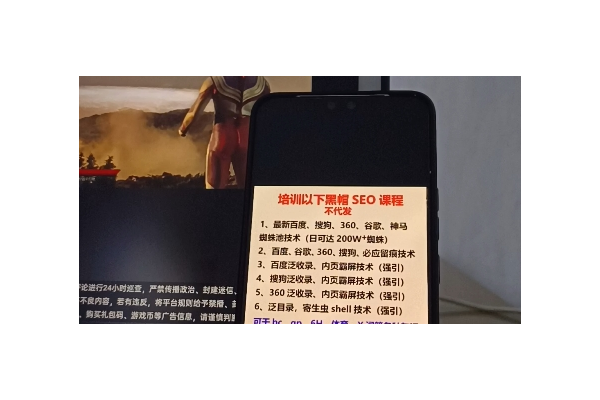 培训以下黑帽 SEO 课程
不代发
1、最新百度、搜狗、360、谷歌、神马
蜘蛛池技术（日可达 200W+蜘蛛）
2、百度、谷歌、360、搜狗、必应留痕技术
3、百度泛收录、内页霸屏技术（强引）
4、搜狗泛收录、内页霸屏技术（强引）
5、360 泛收录、内页霸屏技术（强引）
6、泛目录，寄生虫 shell 技术（强引）
论进行24小时巡查，严禁传播政治、封建迷信、
不良内容，若有违反，将平台规则给予禁播、
、购买礼包码、游戏币等广告信息，请谨慎判断